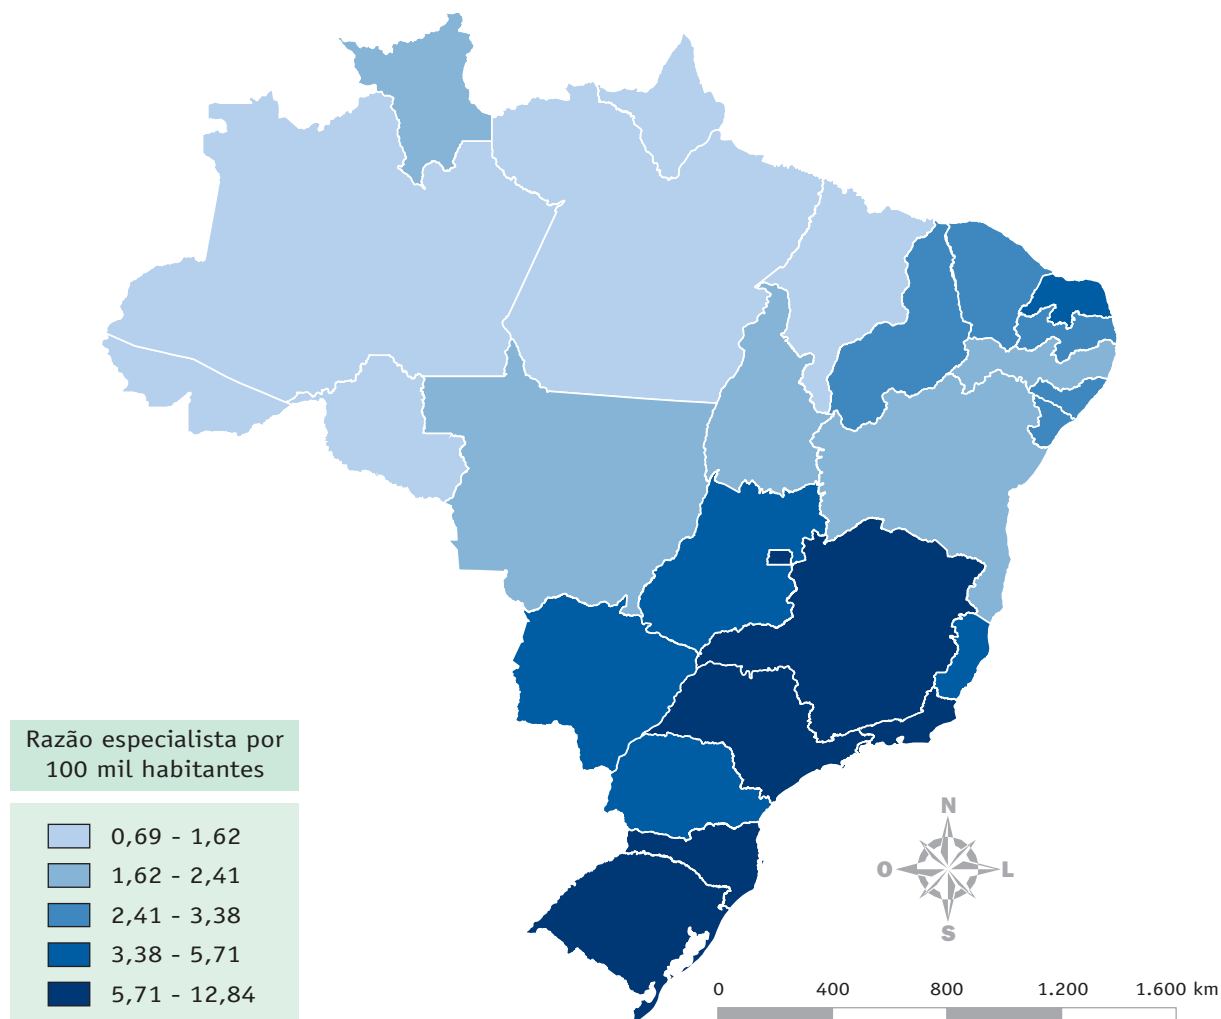 Razão especialista por
100 mil habitantes
0,69 - 1,62
1,62 - 2,41
2,41 - 3,38
3,38 - 5,71
5,71 - 12,84
N
O
L
S
0 400 800 1.200 1.600 km